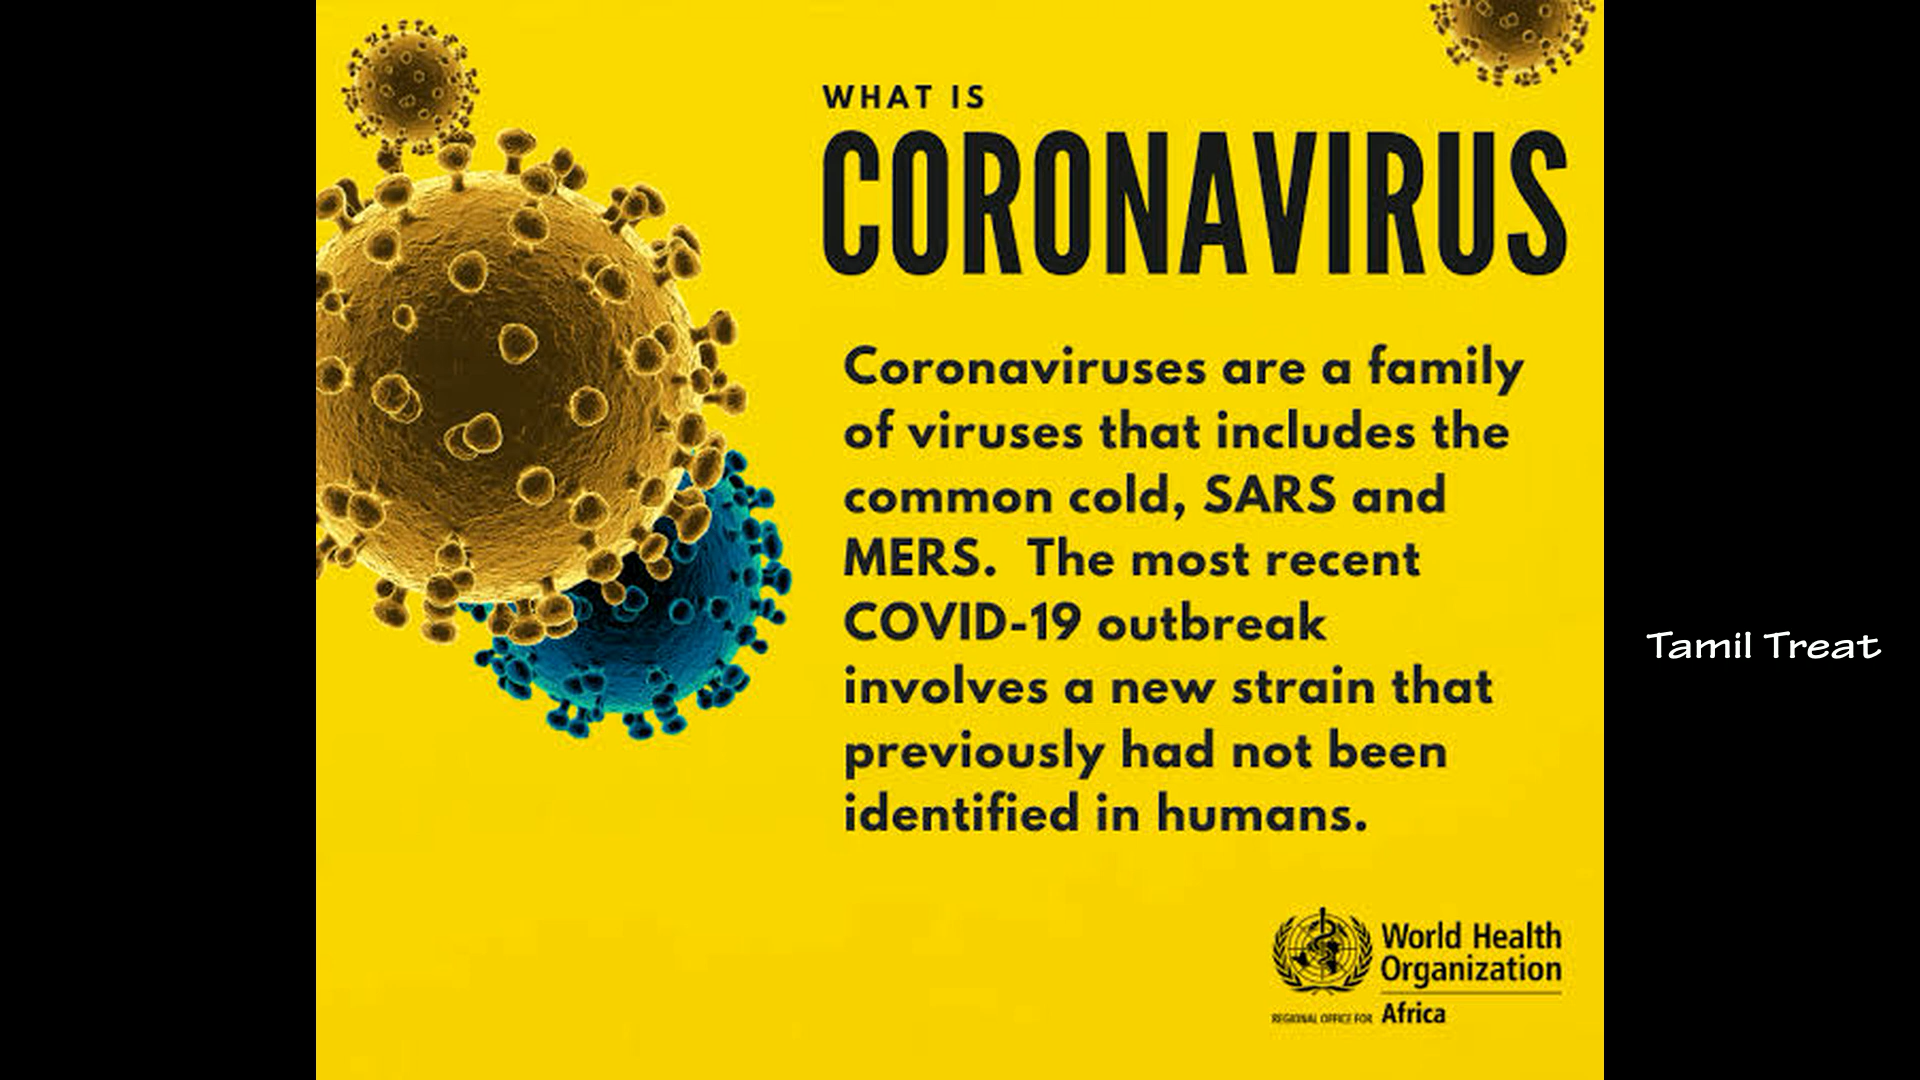 WHAT IS
CORONAVIRUS
Coronaviruses are a family
of viruses that includes the
common cold, SARS and
MERS.  The most recent
COVID-19 outbreak
involves a new strain that
previously had not been
identified in humans.
Tamil Treat
World Health
Organization
REGIONAL OFFICE FOR Africa